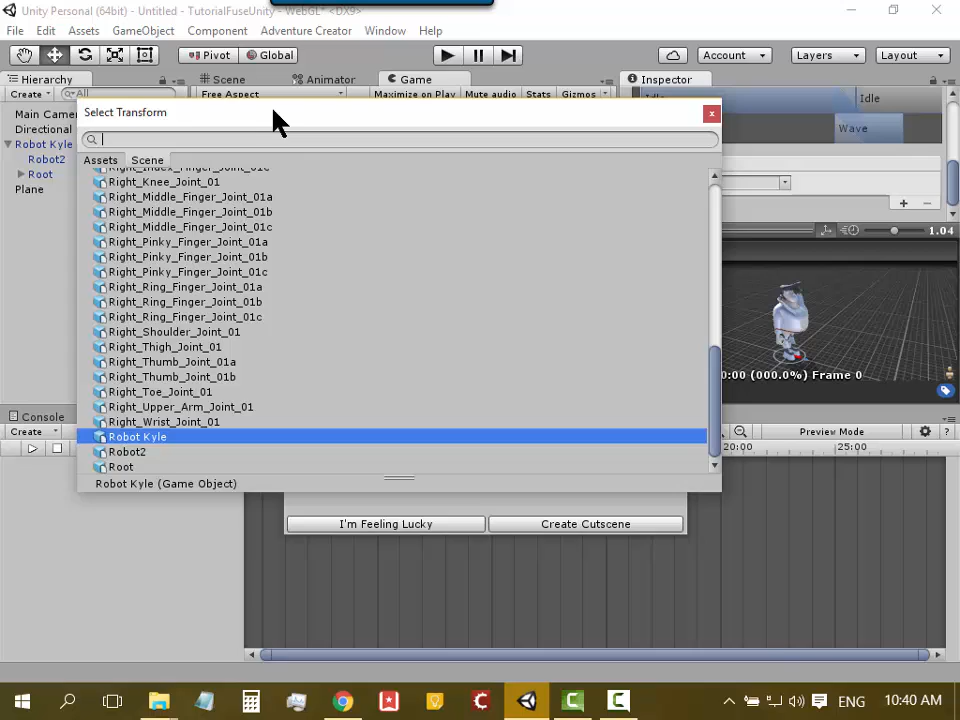 Unity Personal (64bit) - Untitled - TutorialFuseUnity - WebGL* <DX9>
File Edit Assets GameObject Component Adventure Creator Window Help
Pivot Global Account Layers Layout
Hierarchy Scene Animator Game Inspector
Create All Free Aspect Maximize on Play Mute audio Stats Gizmos
Main Came
Directional
Robot Kyle
Robot2
Root
Plane
Idle
Wave
1.04
0:00 (000.0%) Frame 0
Select Transform
Assets Scene
Right_Index_Finger_Joint_01c
Right_Knee_Joint_01
Right_Middle_Finger_Joint_01a
Right_Middle_Finger_Joint_01b
Right_Middle_Finger_Joint_01c
Right_Pinky_Finger_Joint_01a
Right_Pinky_Finger_Joint_01b
Right_Pinky_Finger_Joint_01c
Right_Ring_Finger_Joint_01a
Right_Ring_Finger_Joint_01b
Right_Ring_Finger_Joint_01c
Right_Shoulder_Joint_01
Right_Thigh_Joint_01
Right_Thumb_Joint_01a
Right_Thumb_Joint_01b
Right_Toe_Joint_01
Right_Upper_Arm_Joint_01
Right_Wrist_Joint_01
Robot Kyle
Robot2
Root
Robot Kyle (Game Object)
Console
Create Preview Mode ?
20:00 25:00
I'm Feeling Lucky Create Cutscene
ENG 10:40 AM